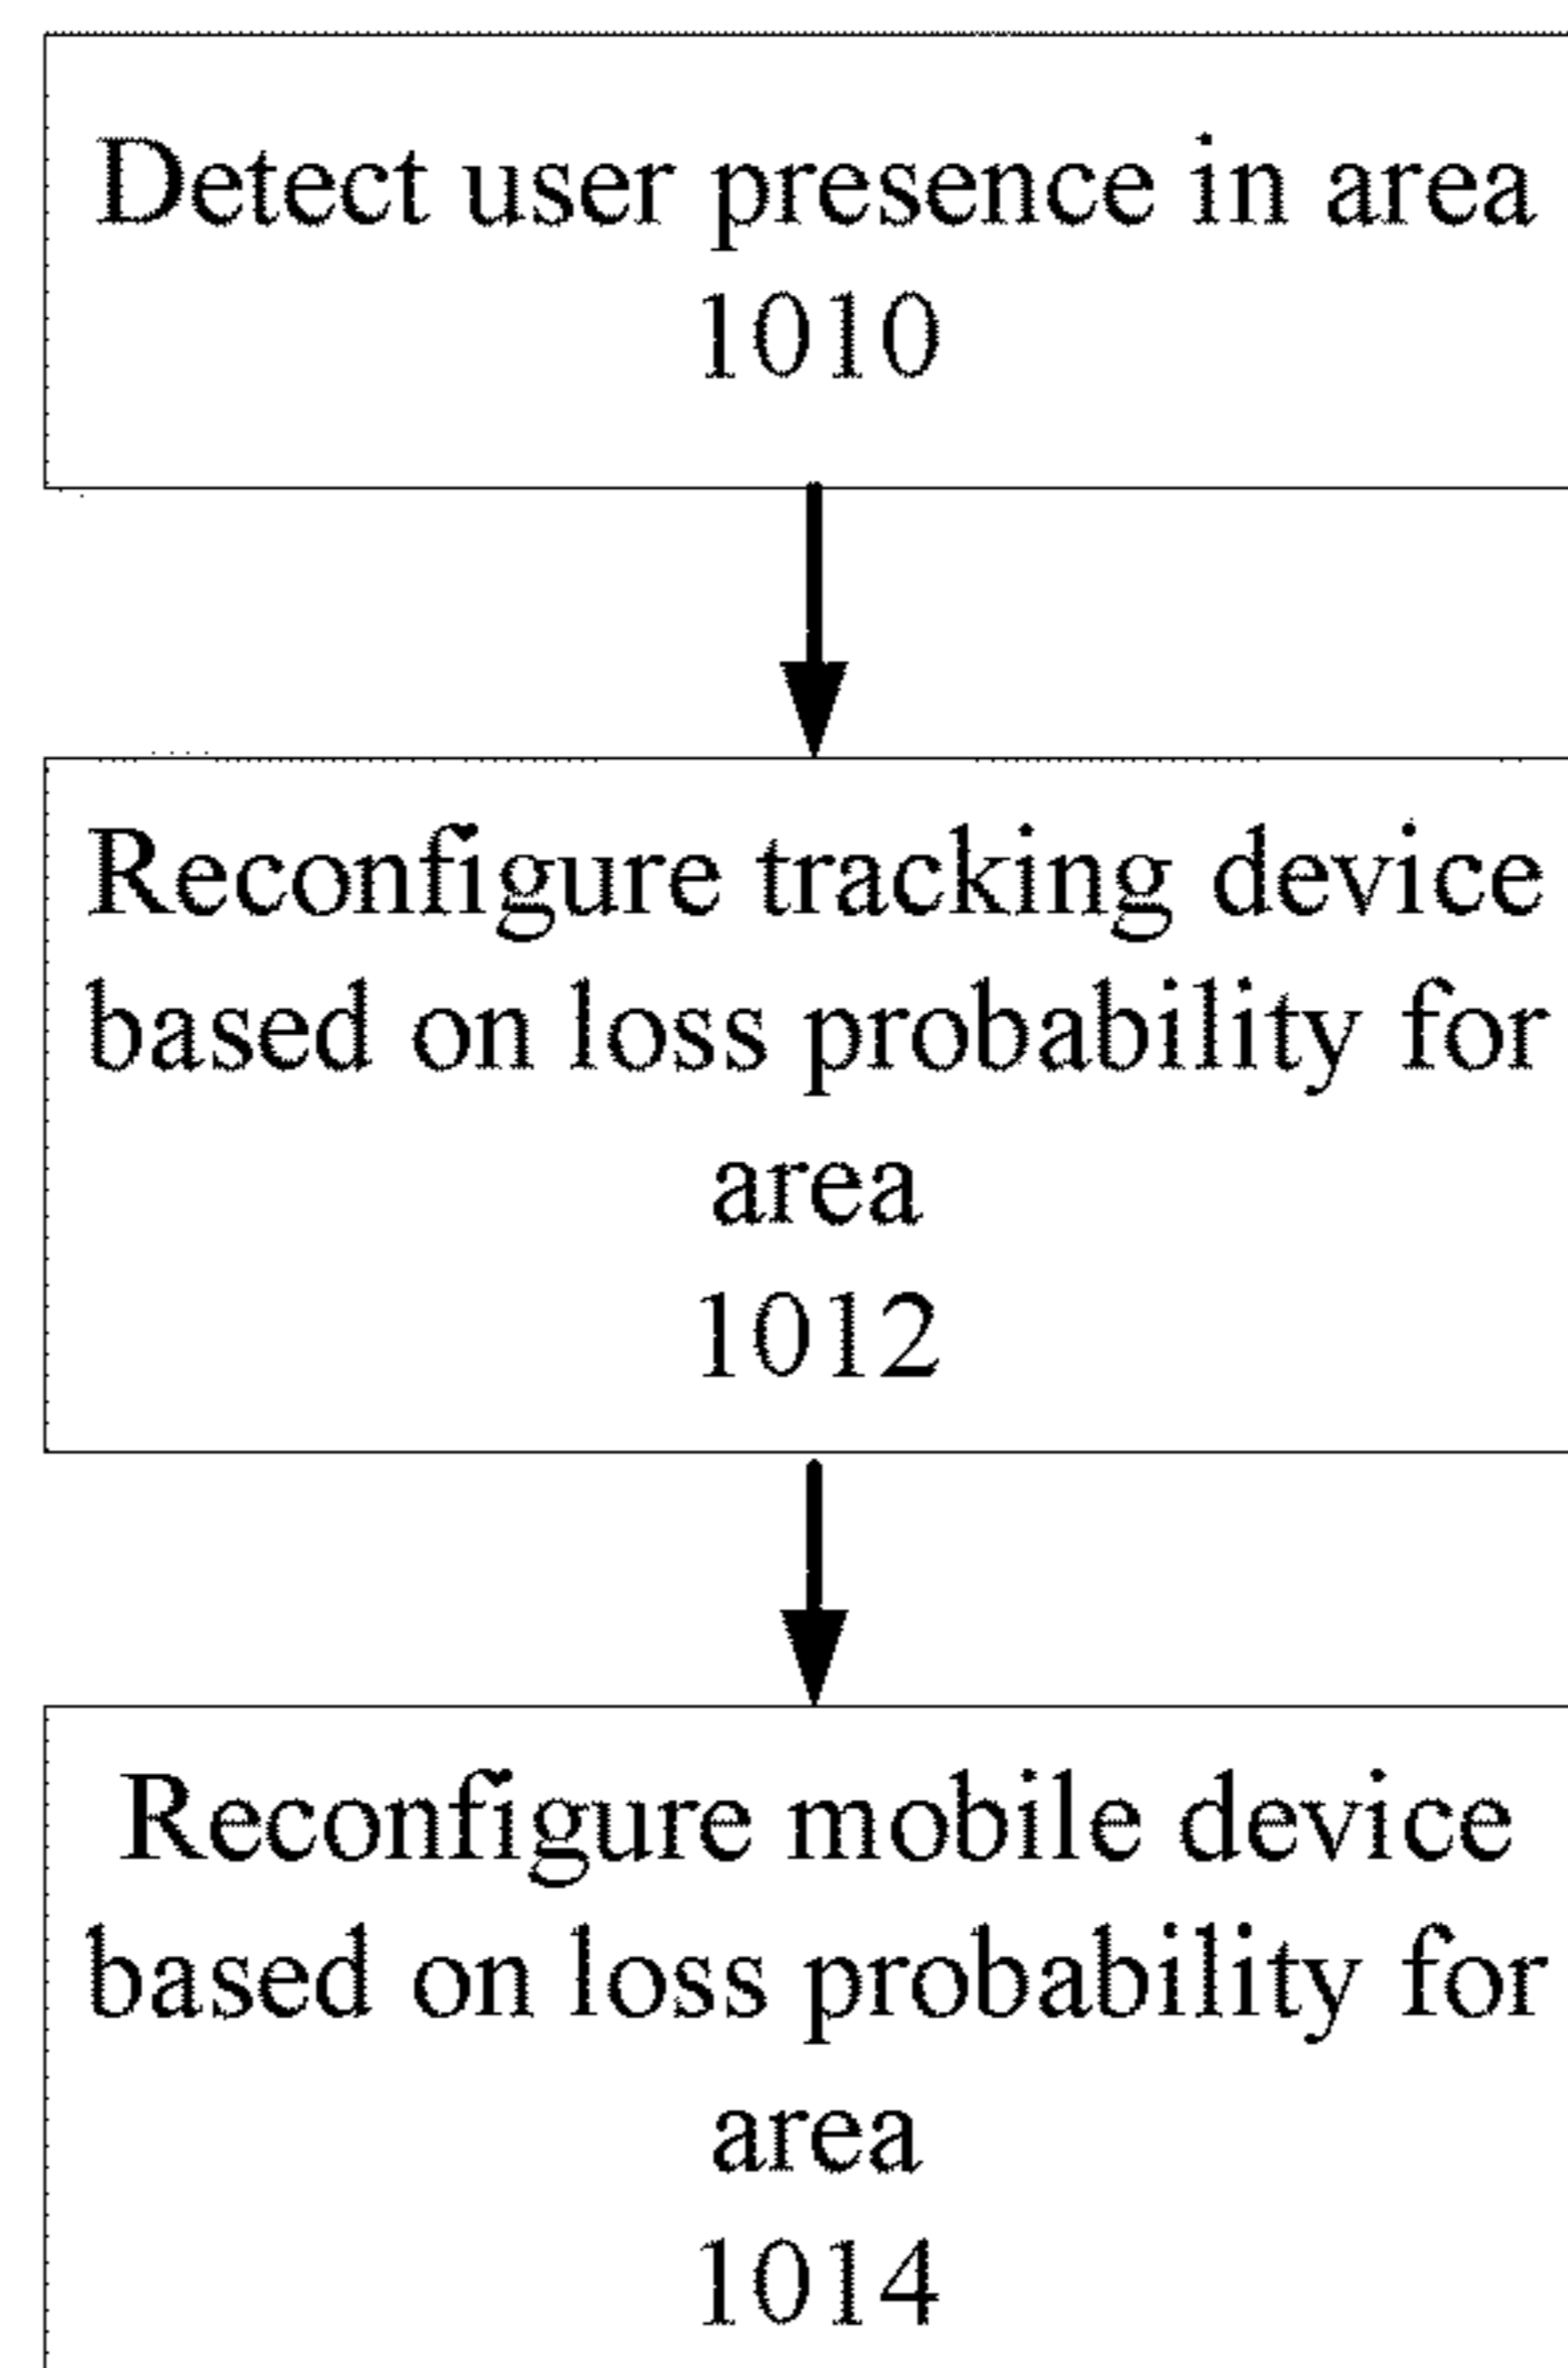 Detect user presence in area
1010
Reconfigure tracking device
based on loss probability for
area
1012
Reconfigure mobile device
based on loss probability for
area
1014